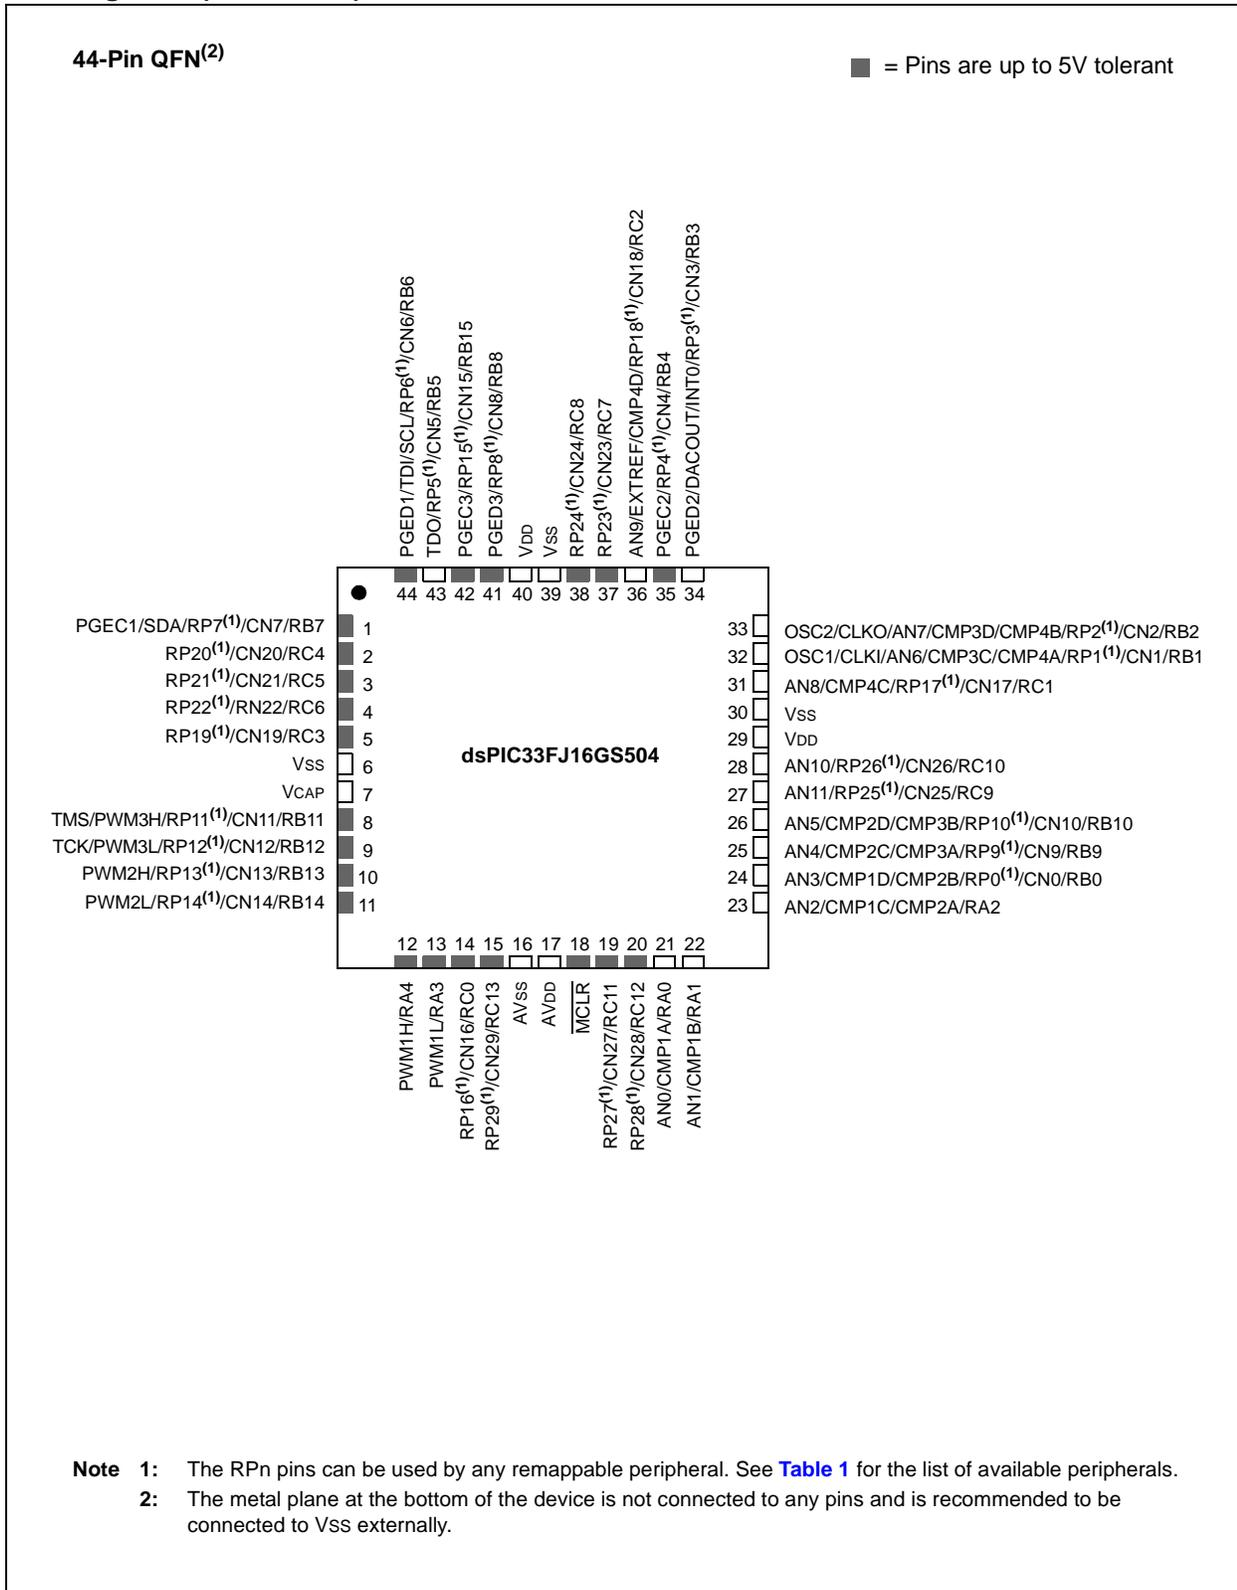 44-Pin QFN(2)
= Pins are up to 5V tolerant
PGED1/TDI/SCL/RP6(1)/CN6/RB6
TDO/RP5(1)/CN5/RB5
PGEC3/RP15(1)/CN15/RB15
PGED3/RP8(1)/CN8/RB8
VDD
VSS
RP24(1)/CN24/RC8
RP23(1)/CN23/RC7
AN9/EXTREF/CMP4D/RP18(1)/CN18/RC2
PGEC2/RP4(1)/CN4/RB4
PGED2/DACOUT/INT0/RP3(1)/CN3/RB3
44 43 42 41 40 39 38 37 36 35 34
PGEC1/SDA/RP7(1)/CN7/RB7 1
RP20(1)/CN20/RC4 2
RP21(1)/CN21/RC5 3
RP22(1)/RN22/RC6 4
RP19(1)/CN19/RC3 5
VSS 6
VCAP 7
TMS/PWM3H/RP11(1)/CN11/RB11 8
TCK/PWM3L/RP12(1)/CN12/RB12 9
PWM2H/RP13(1)/CN13/RB13 10
PWM2L/RP14(1)/CN14/RB14 11
dsPIC33FJ16GS504
33 OSC2/CLKO/AN7/CMP3D/CMP4B/RP2(1)/CN2/RB2
32 OSC1/CLKI/AN6/CMP3C/CMP4A/RP1(1)/CN1/RB1
31 AN8/CMP4C/RP17(1)/CN17/RC1
30 VSS
29 VDD
28 AN10/RP26(1)/CN26/RC10
27 AN11/RP25(1)/CN25/RC9
26 AN5/CMP2D/CMP3B/RP10(1)/CN10/RB10
25 AN4/CMP2C/CMP3A/RP9(1)/CN9/RB9
24 AN3/CMP1D/CMP2B/RP0(1)/CN0/RB0
23 AN2/CMP1C/CMP2A/RA2
12 13 14 15 16 17 18 19 20 21 22
PWM1H/RA4
PWM1L/RA3
RP16(1)/CN16/RC0
RP29(1)/CN29/RC13
AVSS
AVDD
MCLR
RP27(1)/CN27/RC11
RP28(1)/CN28/RC12
AN0/CMP1A/RA0
AN1/CMP1B/RA1
Note 1: The RPn pins can be used by any remappable peripheral. See Table 1 for the list of available peripherals.
2: The metal plane at the bottom of the device is not connected to any pins and is recommended to be
connected to VSS externally.